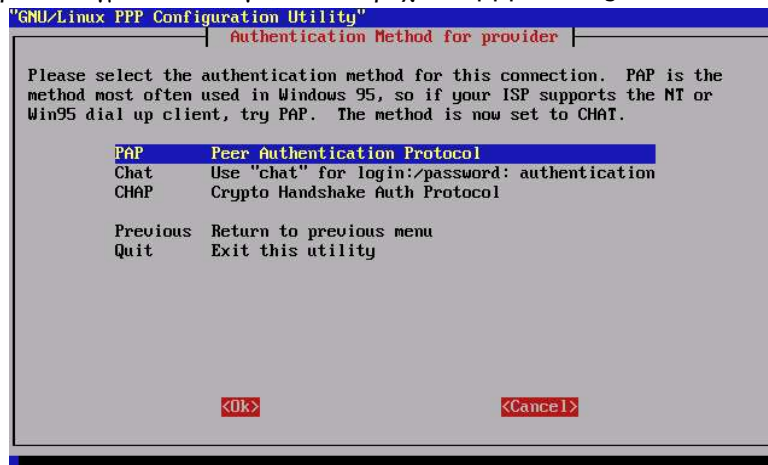 "GNU/Linux PPP Configuration Utility"
Authentication Method for provider
Please select the authentication method for this connection. PAP is the
method most often used in Windows 95, so if your ISP supports the NT or
Win95 dial up client, try PAP. The method is now set to CHAT.
PAP Peer Authentication Protocol
Chat Use "chat" for login:/password: authentication
CHAP Crypto Handshake Auth Protocol
Previous Return to previous menu
Quit Exit this utility
<Ok> <Cancel>